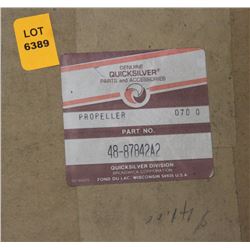 LOT
6389
GENUINE
QUICKSILVER®
PARTS and ACCESSORIES
PROPELLER 070 0
PART NO.
48-87842A2
QUICKSILVER DIVISION
BRUNSWICK CORPORATION
FOND DU LAC, WISCONSIN 54935 U.S.A.